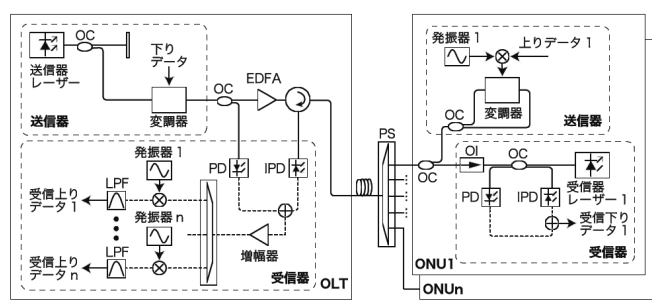 OC
送信器
レーザー
送信器
下り
データ
変調器
OC
EDFA
発振器 1
PD
IPD
LPF
受信上り
データ 1
発振器 n
LPF
受信上り
データ n
増幅器
受信器
OLT
PS
発振器 1
上りデータ 1
OC
変調器
送信器
OC
OI
OC
受信器
レーザー 1
PD
IPD
受信下り
データ 1
受信器
ONU1
ONUn